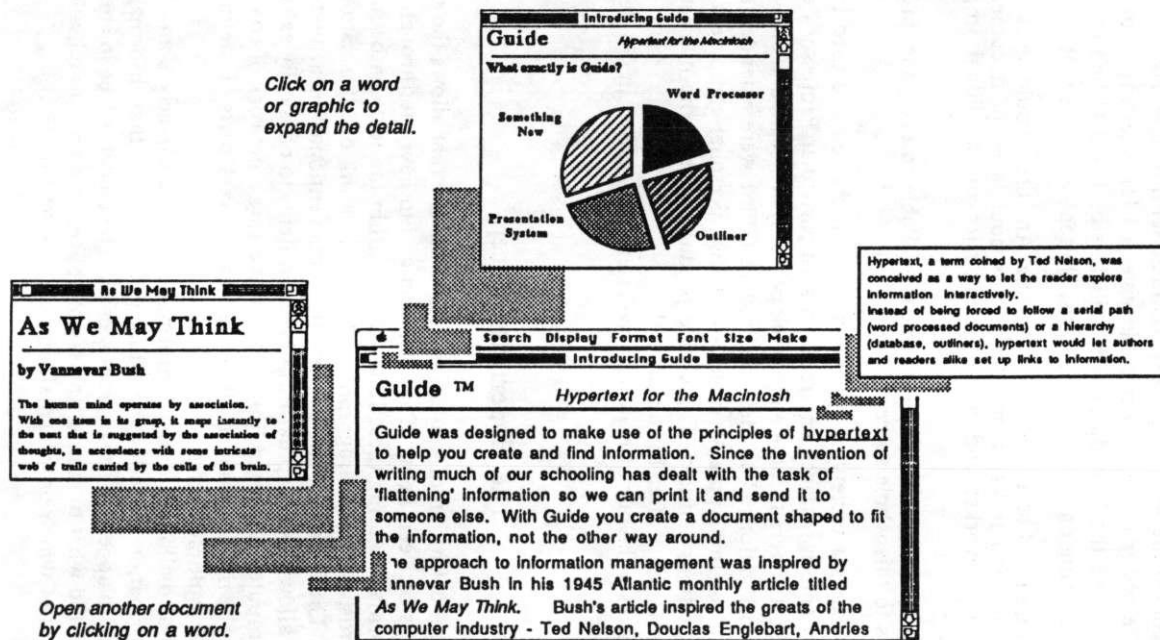 Introducing Guide
Guide Hypertext for the Macintosh
What exactly is Guide?
Word Processor
Something
New
Presentation
System
Outliner
Click on a word
or graphic to
expand the detail.
As We May Think
As We May Think
by Vannevar Bush
The human mind operates by association.
With one item in its grasp, it snaps instantly to
the next that is suggested by the association of
thoughts, in accordance with some intricate
web of trails carried by the cells of the brain.
Hypertext, a term coined by Ted Nelson, was
conceived as a way to let the reader explore
information interactively.
Instead of being forced to follow a serial path
(word processed documents) or a hierarchy
(database, outliners), hypertext would let authors
and readers alike set up links to information.
Search Display Format Font Size Make
Introducing Guide
Guide ™ Hypertext for the Macintosh
Guide was designed to make use of the principles of hypertext
to help you create and find information. Since the invention of
writing much of our schooling has dealt with the task of
'flattening' information so we can print it and send it to
someone else. With Guide you create a document shaped to fit
the information, not the other way around.
he approach to information management was inspired by
annevar Bush in his 1945 Atlantic monthly article titled
As We May Think. Bush's article inspired the greats of the
computer industry - Ted Nelson, Douclas Englebart, Andries
Open another document
by clicking on a word.